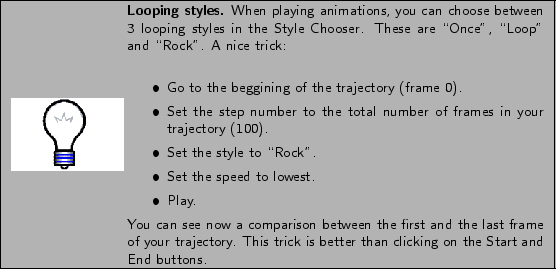 Looping styles. When playing animations, you can choose between
3 looping styles in the Style Chooser. These are “Once”, “Loop”
and “Rock”. A nice trick:
• Go to the beggining of the trajectory (frame 0).
• Set the step number to the total number of frames in your
trajectory (100).
• Set the style to “Rock”.
• Set the speed to lowest.
• Play.
You can see now a comparison between the first and the last frame
of your trajectory. This trick is better than clicking on the Start and
End buttons.